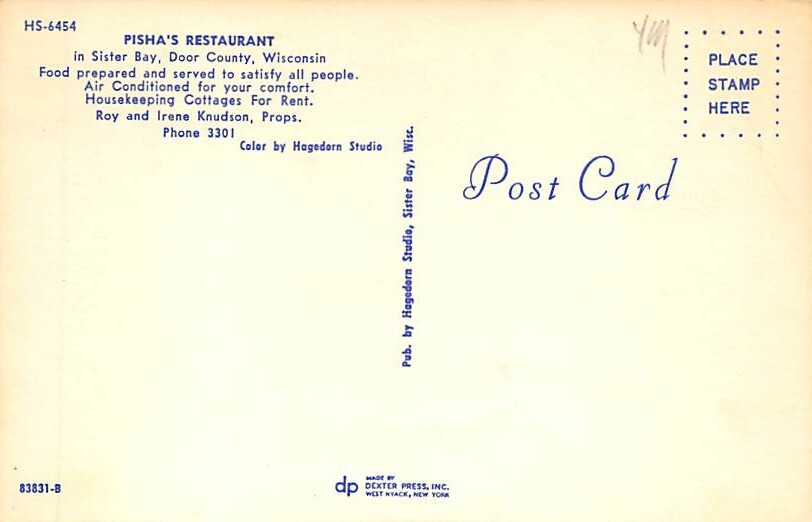 HS-6454
PISHA'S RESTAURANT
in Sister Bay, Door County, Wisconsin
Food prepared and served to satisfy all people.
Air Conditioned for your comfort.
Housekeeping Cottages For Rent.
Roy and Irene Knudson, Props.
Phone 3301
Color by Hagedorn Studio
Pub. by Hagedorn Studio, Sister Bay, Wisc.
PLACE
STAMP
HERE
Post Card
83831-B
dp
MADE BY
DEXTER PRESS, INC.
WEST NYACK, NEW YORK